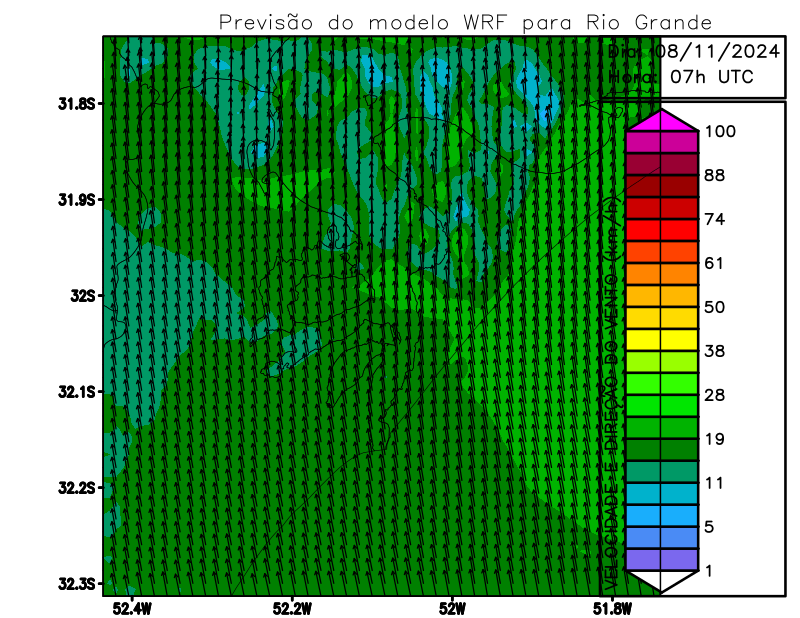 Previsão do modelo WRF para Rio Grande
Dia: 08/11/2024
Hora: 07h UTC
31.8S
31.9S
32S
32.1S
32.2S
32.3S
52.4W
52.2W
52W
51.8W
VELOCIDADE E DIREÇÃO DO VENTO (km/h)
100
88
74
61
50
38
28
19
11
5
1